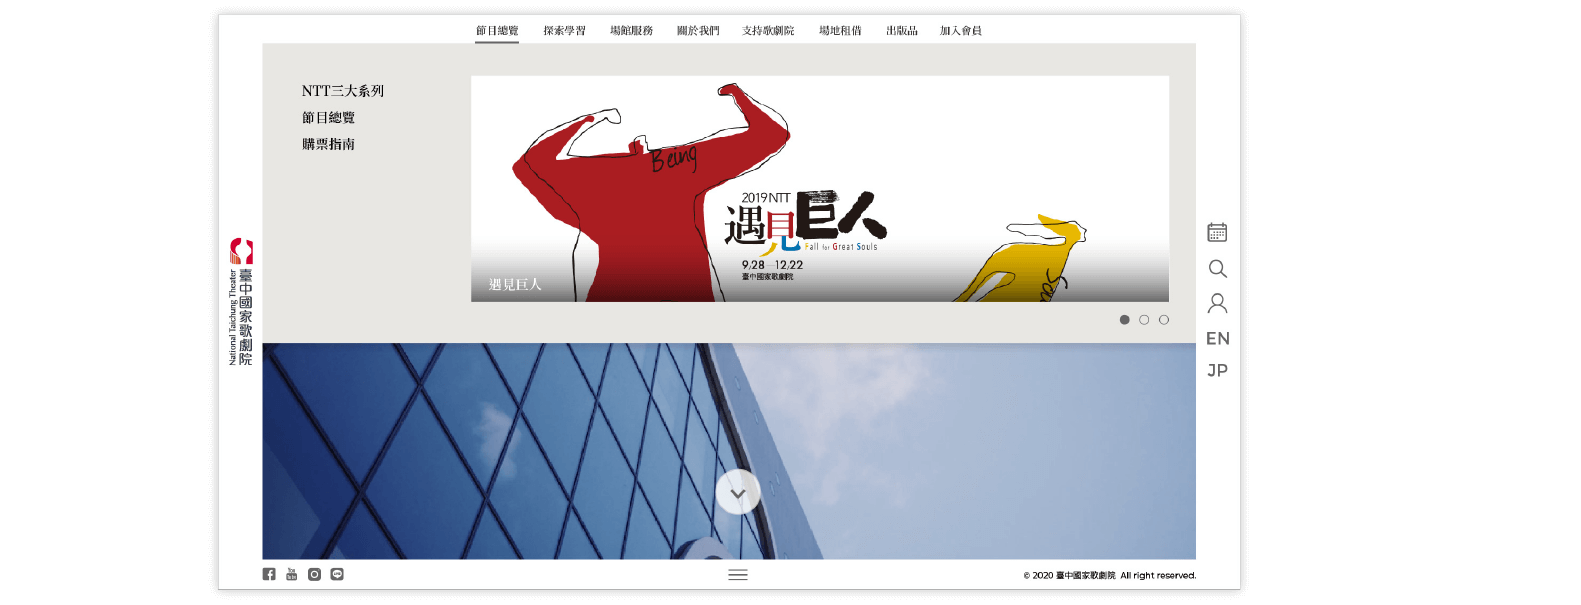 節目總覽 探索學習 場館服務 關於我們 支持歌劇院 場地租借 出版品 加入會員
NTT三大系列
節目總覽
購票指南
Being
2019 NTT
遇見巨人
Fall for Great Souls
9.28—12.22
臺中國家歌劇院
遇見巨人
臺中國家歌劇院
National Taichung Theater
EN
JP
You
Tube
© 2020 臺中國家歌劇院 All right reserved.